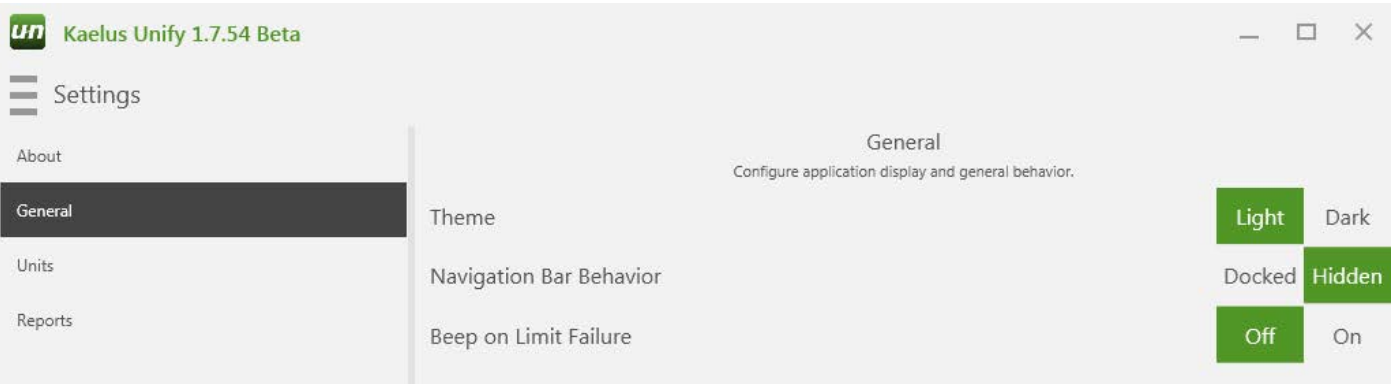 un Kaelus Unify 1.7.54 Beta
Settings
About
General
Units
Reports
General
Configure application display and general behavior.
Theme Light Dark
Navigation Bar Behavior Docked Hidden
Beep on Limit Failure Off On